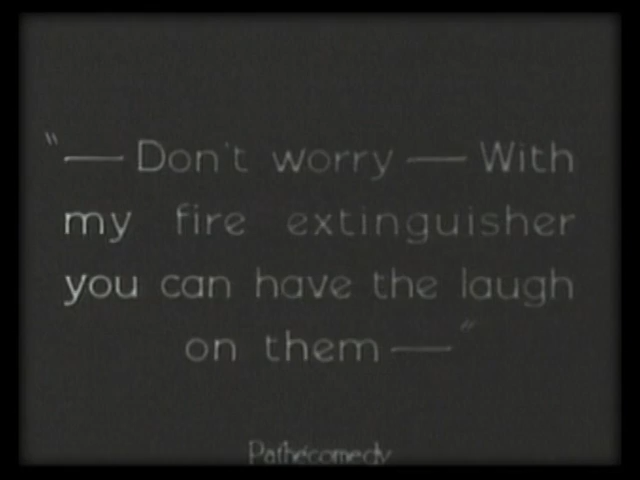 "— Don't worry — With
my fire extinguisher
you can have the laugh
on them —"
Pathécomedy